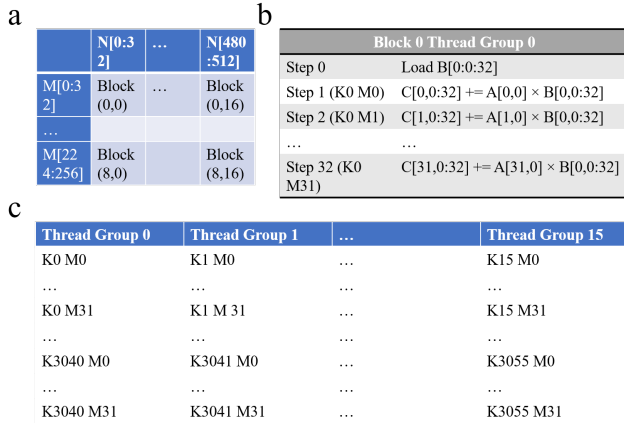 a
N[0:3 … N[480
2] :512]
M[0:3 Block … Block
2] (0,0) (0,16)
…
M[22 Block Block
4:256] (8,0) (8,16)
b
Block 0 Thread Group 0
Step 0 Load B[0:0:32]
Step 1 (K0 M0) C[0,0:32] += A[0,0] × B[0,0:32]
Step 2 (K0 M1) C[1,0:32] += A[1,0] × B[0,0:32]
… …
Step 32 (K0 C[31,0:32] += A[31,0] × B[0,0:32]
M31)
c
Thread Group 0 Thread Group 1 … Thread Group 15
K0 M0 K1 M0 … K15 M0
… … … …
K0 M31 K1 M 31 … K15 M31
… … … …
K3040 M0 K3041 M0 … K3055 M0
… … … …
K3040 M31 K3041 M31 … K3055 M31